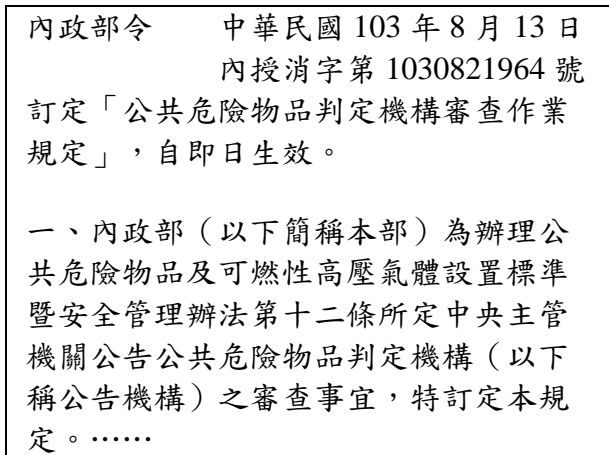 內政部令　　中華民國 103 年 8 月 13 日
內授消字第 1030821964 號
訂定「公共危險物品判定機構審查作業
規定」，自即日生效。
一、內政部（以下簡稱本部）為辦理公
共危險物品及可燃性高壓氣體設置標準
暨安全管理辦法第十二條所定中央主管
機關公告公共危險物品判定機構（以下
稱公告機構）之審查事宜，特訂定本規
定。……